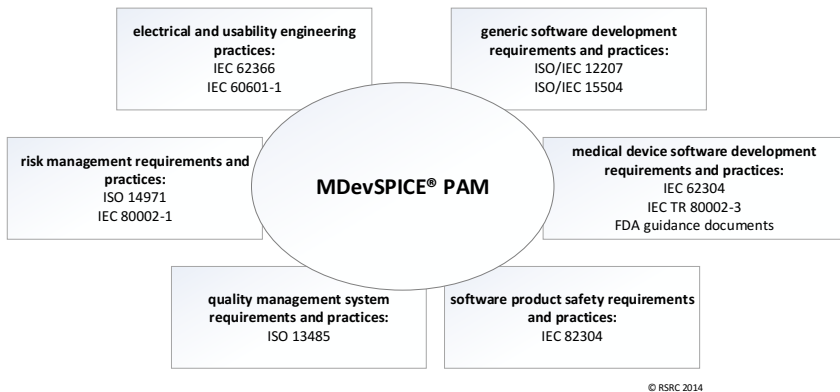 electrical and usability engineering
practices:
IEC 62366
IEC 60601-1
generic software development
requirements and practices:
ISO/IEC 12207
ISO/IEC 15504
risk management requirements and
practices:
ISO 14971
IEC 80002-1
MDevSPICE® PAM
medical device software development
requirements and practices:
IEC 62304
IEC TR 80002-3
FDA guidance documents
quality management system
requirements and practices:
ISO 13485
software product safety requirements
and practices:
IEC 82304
© RSRC 2014